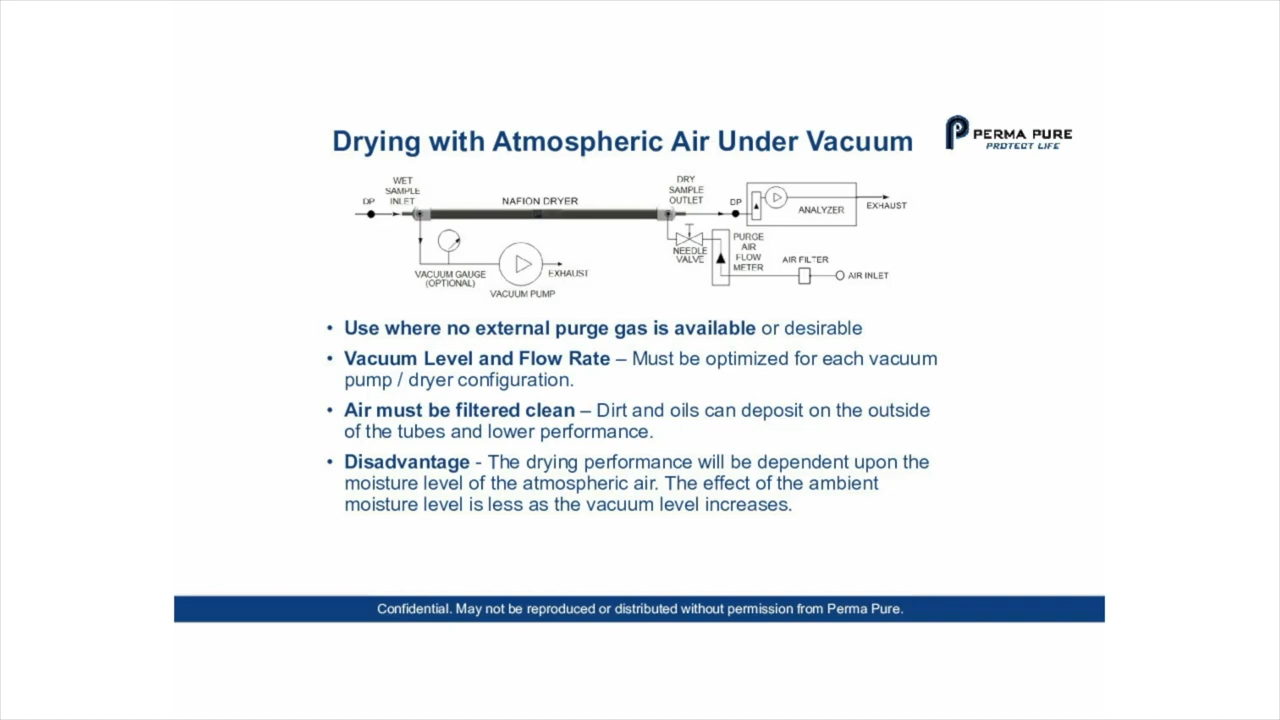 Drying with Atmospheric Air Under Vacuum
PERMA PURE
PROTECT LIFE
WET
SAMPLE
INLET
DP
NAFION DRYER
DRY
SAMPLE
OUTLET
DP
ANALYZER
EXHAUST
VACUUM GAUGE
(OPTIONAL)
EXHAUST
VACUUM PUMP
NEEDLE
VALVE
PURGE
AIR
FLOW
METER
AIR FILTER
AIR INLET
• Use where no external purge gas is available or desirable
• Vacuum Level and Flow Rate – Must be optimized for each vacuum
pump / dryer configuration.
• Air must be filtered clean – Dirt and oils can deposit on the outside
of the tubes and lower performance.
• Disadvantage - The drying performance will be dependent upon the
moisture level of the atmospheric air. The effect of the ambient
moisture level is less as the vacuum level increases.
Confidential. May not be reproduced or distributed without permission from Perma Pure.